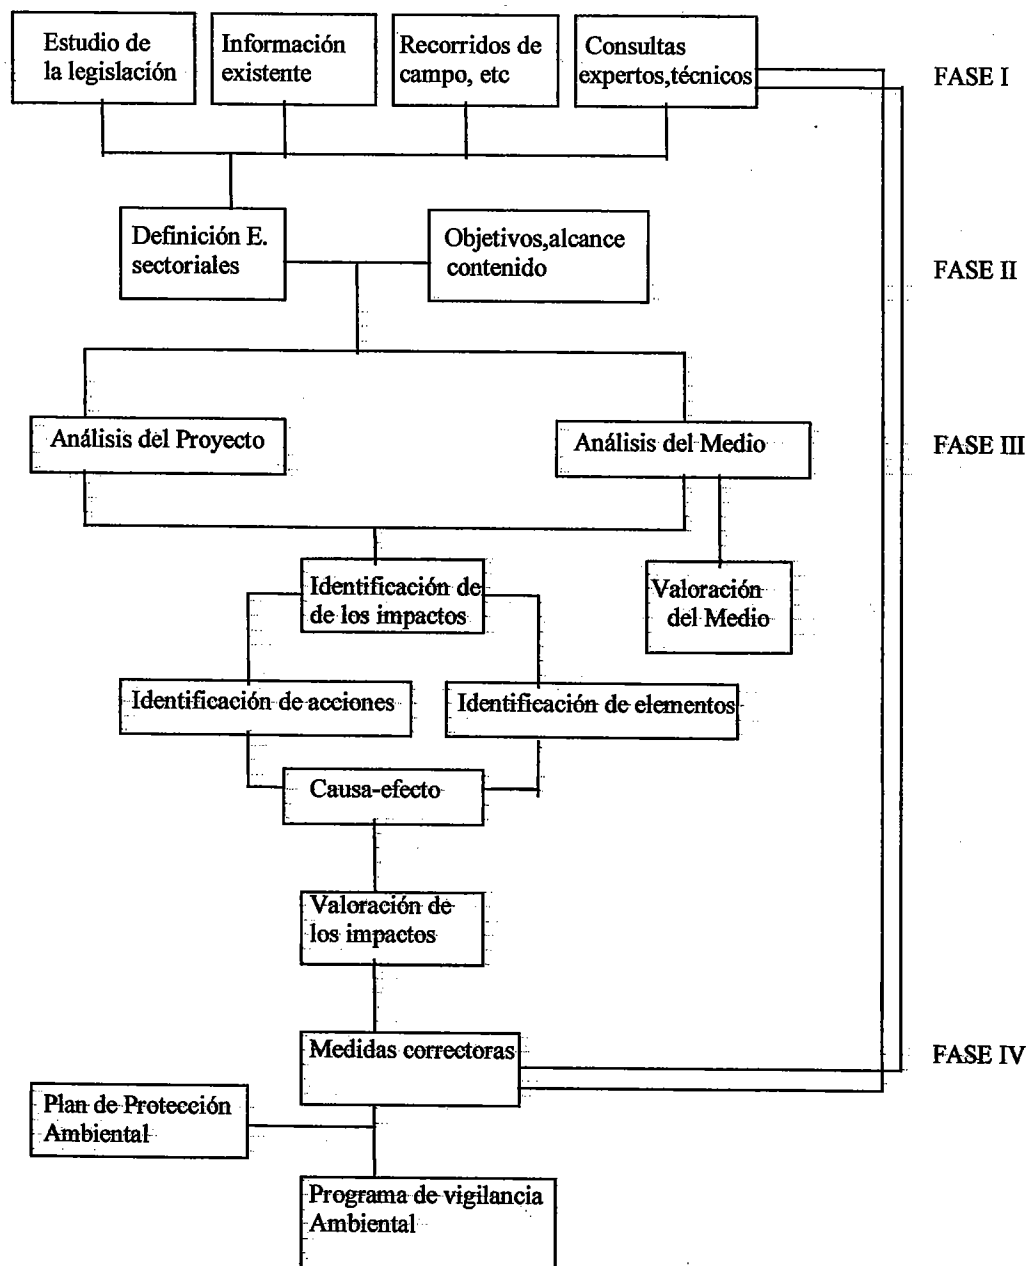 Estudio de
la legislación
Información
existente
Recorridos de
campo, etc
Consultas
expertos,técnicos
FASE I
Definición E.
sectoriales
Objetivos,alcance
contenido
FASE II
Análisis del Proyecto
Análisis del Medio
FASE III
Identificación de
de los impactos
Valoración
del Medio
Identificación de acciones
Identificación de elementos
Causa-efecto
Valoración de
los impactos
Medidas correctoras
FASE IV
Plan de Protección
Ambiental
Programa de vigilancia
Ambiental